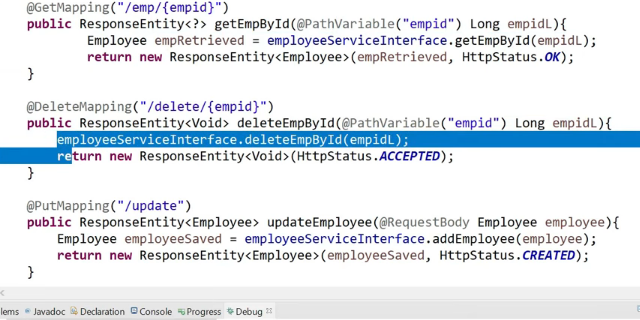 @GetMapping("/emp/{empid}")
public ResponseEntity<?> getEmpById(@PathVariable("empid") Long empidL){
Employee empRetrieved = employeeServiceInterface.getEmpById(empidL);
return new ResponseEntity<Employee>(empRetrieved, HttpStatus.OK);
}
@DeleteMapping("/delete/{empid}")
public ResponseEntity<Void> deleteEmpById(@PathVariable("empid") Long empidL){
employeeServiceInterface.deleteEmpById(empidL);
return new ResponseEntity<Void>(HttpStatus.ACCEPTED);
}
@PutMapping("/update")
public ResponseEntity<Employee> updateEmployee(@RequestBody Employee employee){
Employee employeeSaved = employeeServiceInterface.addEmployee(employee);
return new ResponseEntity<Employee>(employeeSaved, HttpStatus.CREATED);
}
lems Javadoc Declaration Console Progress Debug